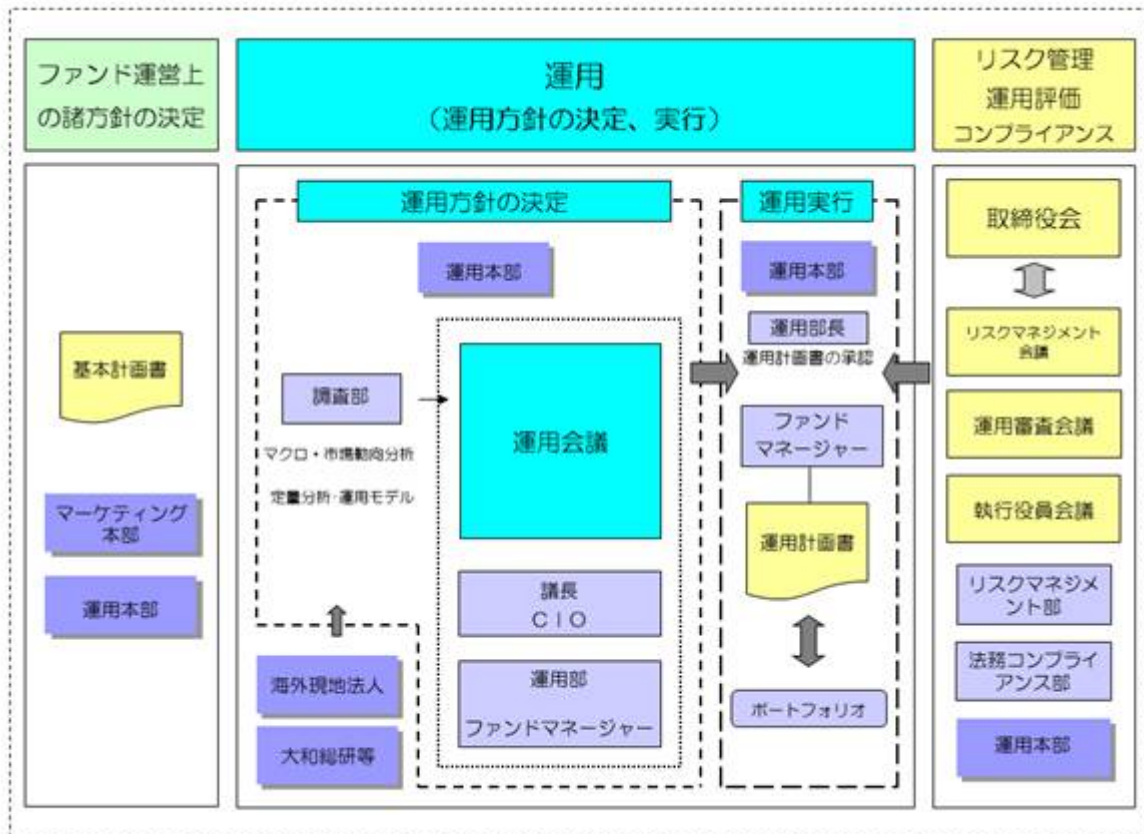 ファンド運営上
の諸方針の決定
運用
（運用方針の決定、実行）
リスク管理
運用評価
コンプライアンス
基本計画書
マーケティング
本部
運用本部
運用方針の決定
運用本部
調査部
マクロ・市場動向分析
定量分析・運用モデル
運用会議
議長
CIO
運用部
ファンドマネージャー
海外現地法人
大和総研等
運用実行
運用本部
運用部長
運用計画書の承認
ファンド
マネージャー
運用計画書
ポートフォリオ
取締役会
リスクマネジメント
会議
運用審査会議
執行役員会議
リスクマネジメ
ント部
法務コンプライ
アンス部
運用本部